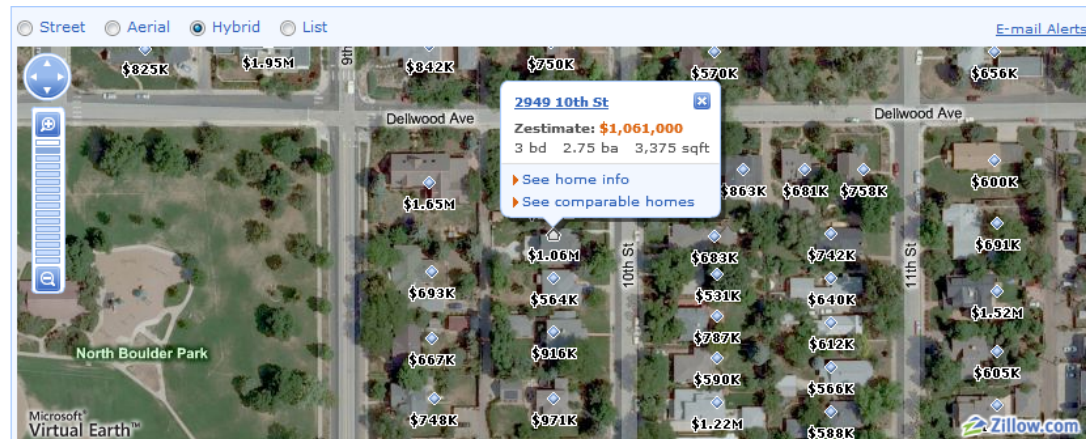 Street Aerial Hybrid List E-mail Alerts
$825K $1.95M 9th $842K $750K $570K $656K
2949 10th St
Dellwood Ave Dellwood Ave
Zestimate: $1,061,000
3 bd 2.75 ba 3,375 sqft
See home info
See comparable homes
$1.65M $863K $681K $758K $600K
$1.06M 10th St $683K $742K 11th St $691K
$693K $564K $531K $640K $1.52M
$787K $612K
North Boulder Park $667K $916K $590K $566K $605K
$748K $971K $1.22M $588K
Microsoft®
Virtual Earth™ Zillow.com